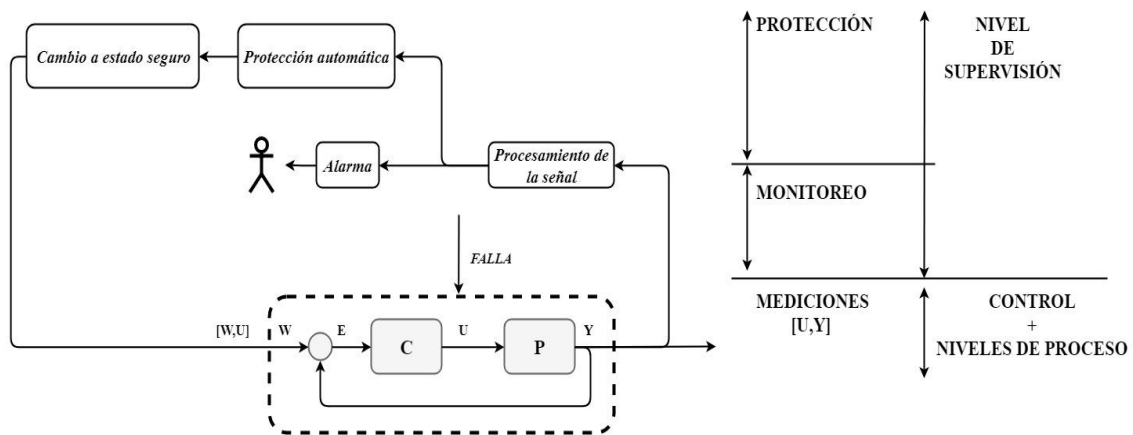 PROTECCIÓN
NIVEL
DE
SUPERVISIÓN
Cambio a estado seguro
Protección automática
Alarma
Procesamiento de
la señal
MONITOREO
FALLA
MEDICIONES
[U,Y]
CONTROL
+
NIVELES DE PROCESO
[W,U]
W
E
U
Y
C
P